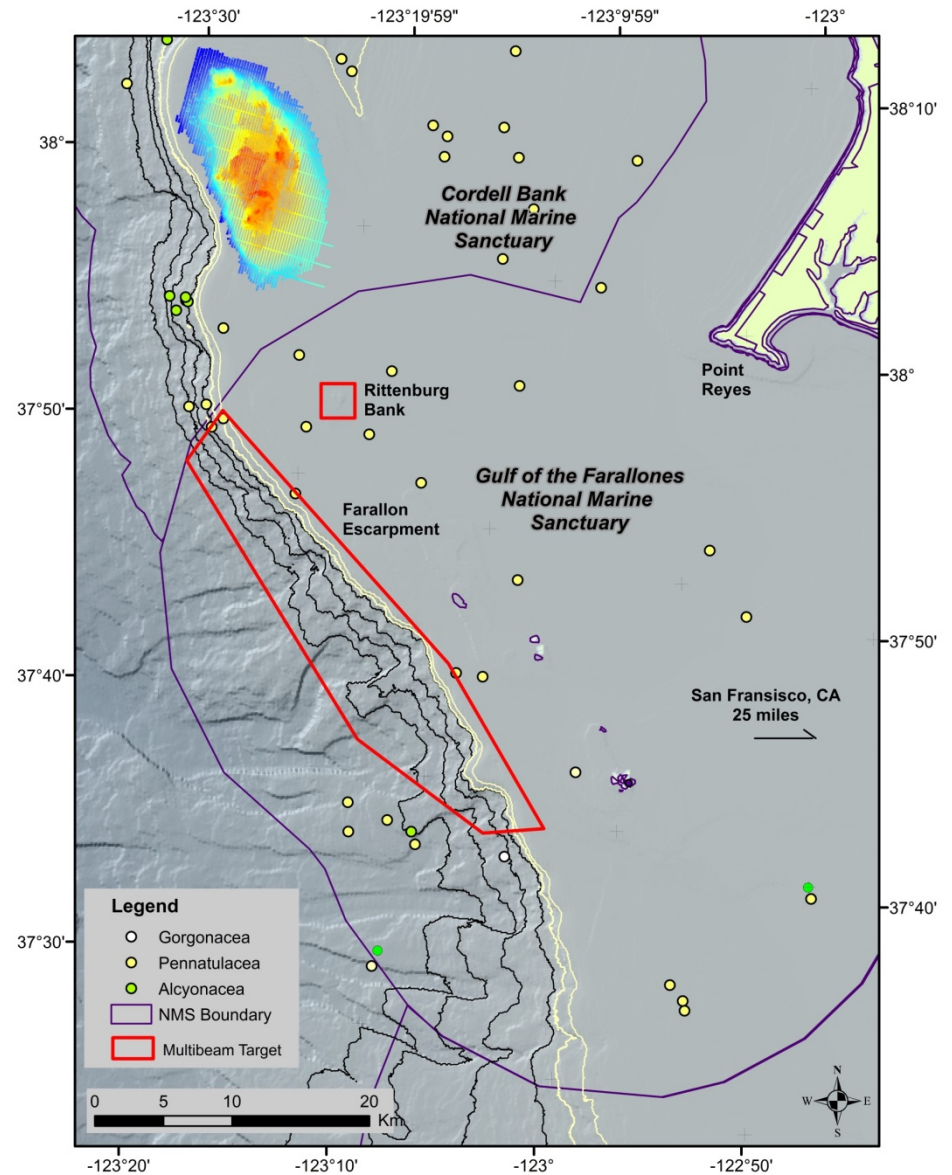 -123°30'
-123°19'59"
-123°9'59"
-123°
38°
37°50'
37°40'
37°30'
38°10'
38°
37°50'
37°40'
Cordell Bank
National Marine
Sanctuary
Point
Reyes
Rittenburg
Bank
Gulf of the Farallones
National Marine
Sanctuary
Farallon
Escarpment
San Fransisco, CA
25 miles
Legend
Gorgonacea
Pennatulacea
Alcyonacea
NMS Boundary
Multibeam Target
0 5 10 20
Km
N
W E
S
-123°20'
-123°10'
-123°
-122°50'